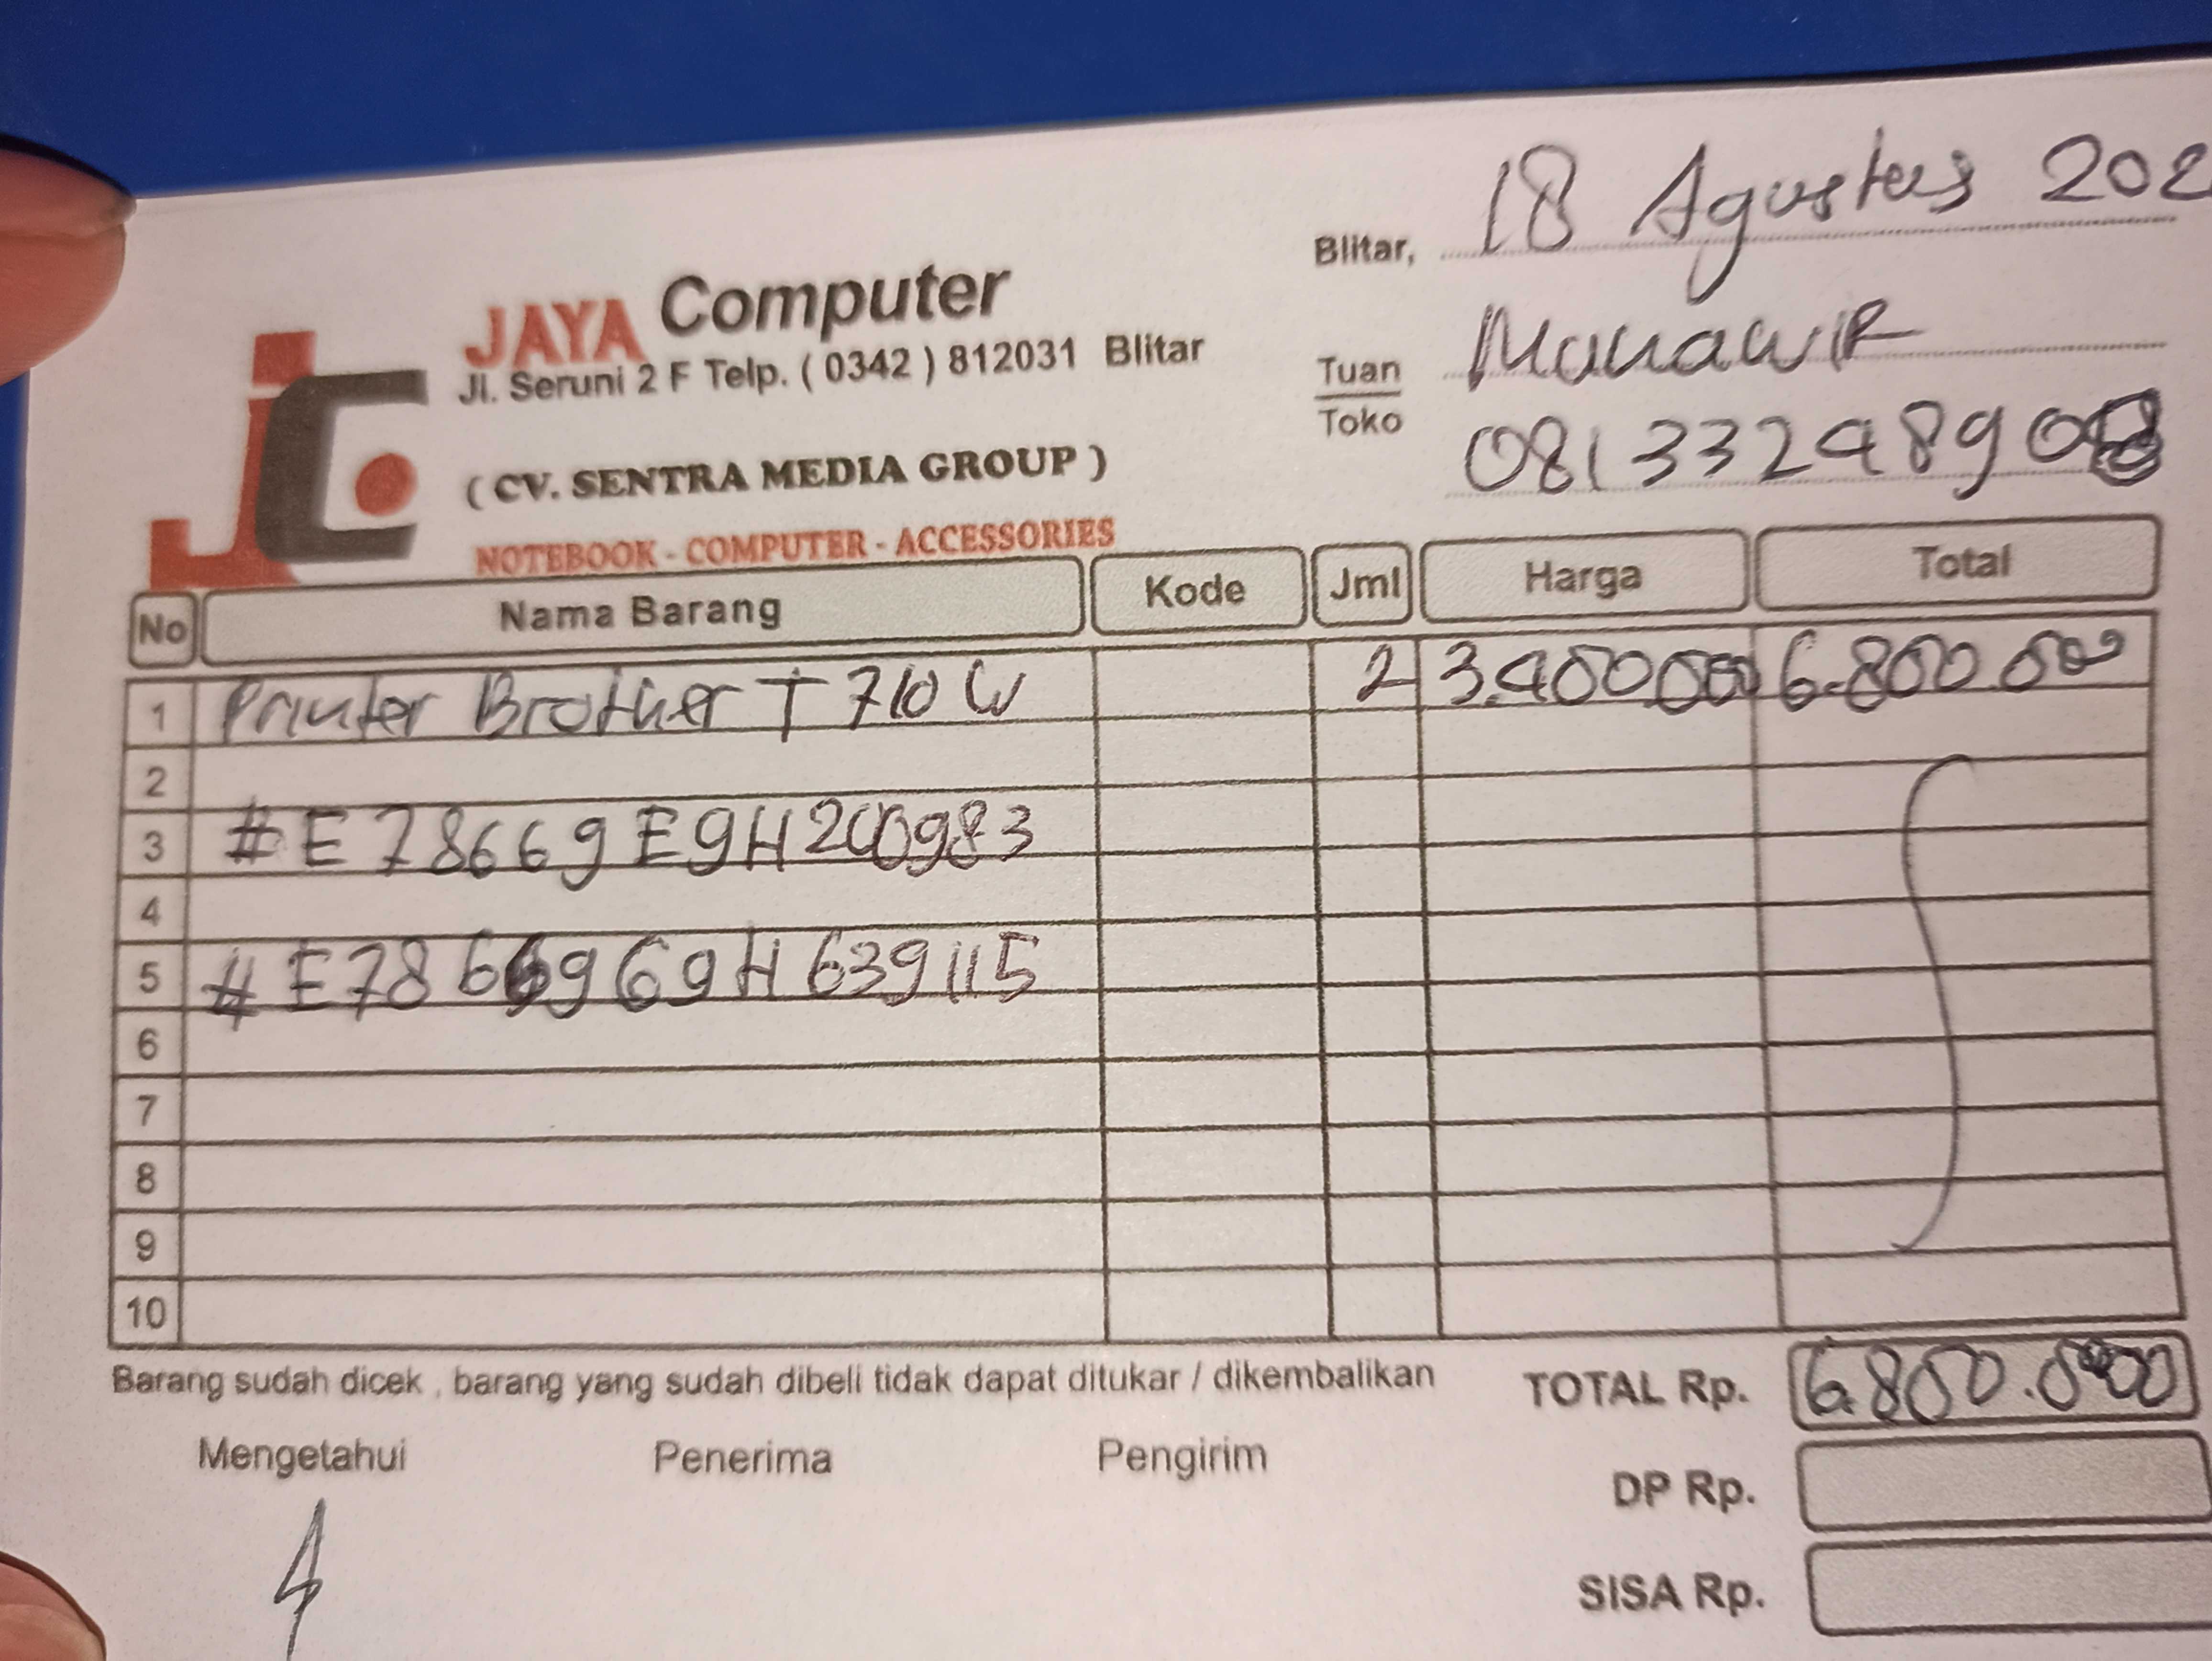 Blitar, 18 Agustus 202
JAYA Computer
Jl. Seruni 2 F Telp. ( 0342 ) 812031 Blitar
( CV. SENTRA MEDIA GROUP )
NOTEBOOK - COMPUTER - ACCESSORIES
Tuan Munawir
Toko
No Nama Barang Kode Jml Harga Total
1 Printer Brother T 710 W 2 3.400.000 6.800.000
2
3 #E78669E9H200983
4
5
6
7
8
9
10
Barang sudah dicek , barang yang sudah dibeli tidak dapat ditukar / dikembalikan
TOTAL Rp. 6.800.000
Mengetahui Penerima Pengirim
DP Rp.
SISA Rp.